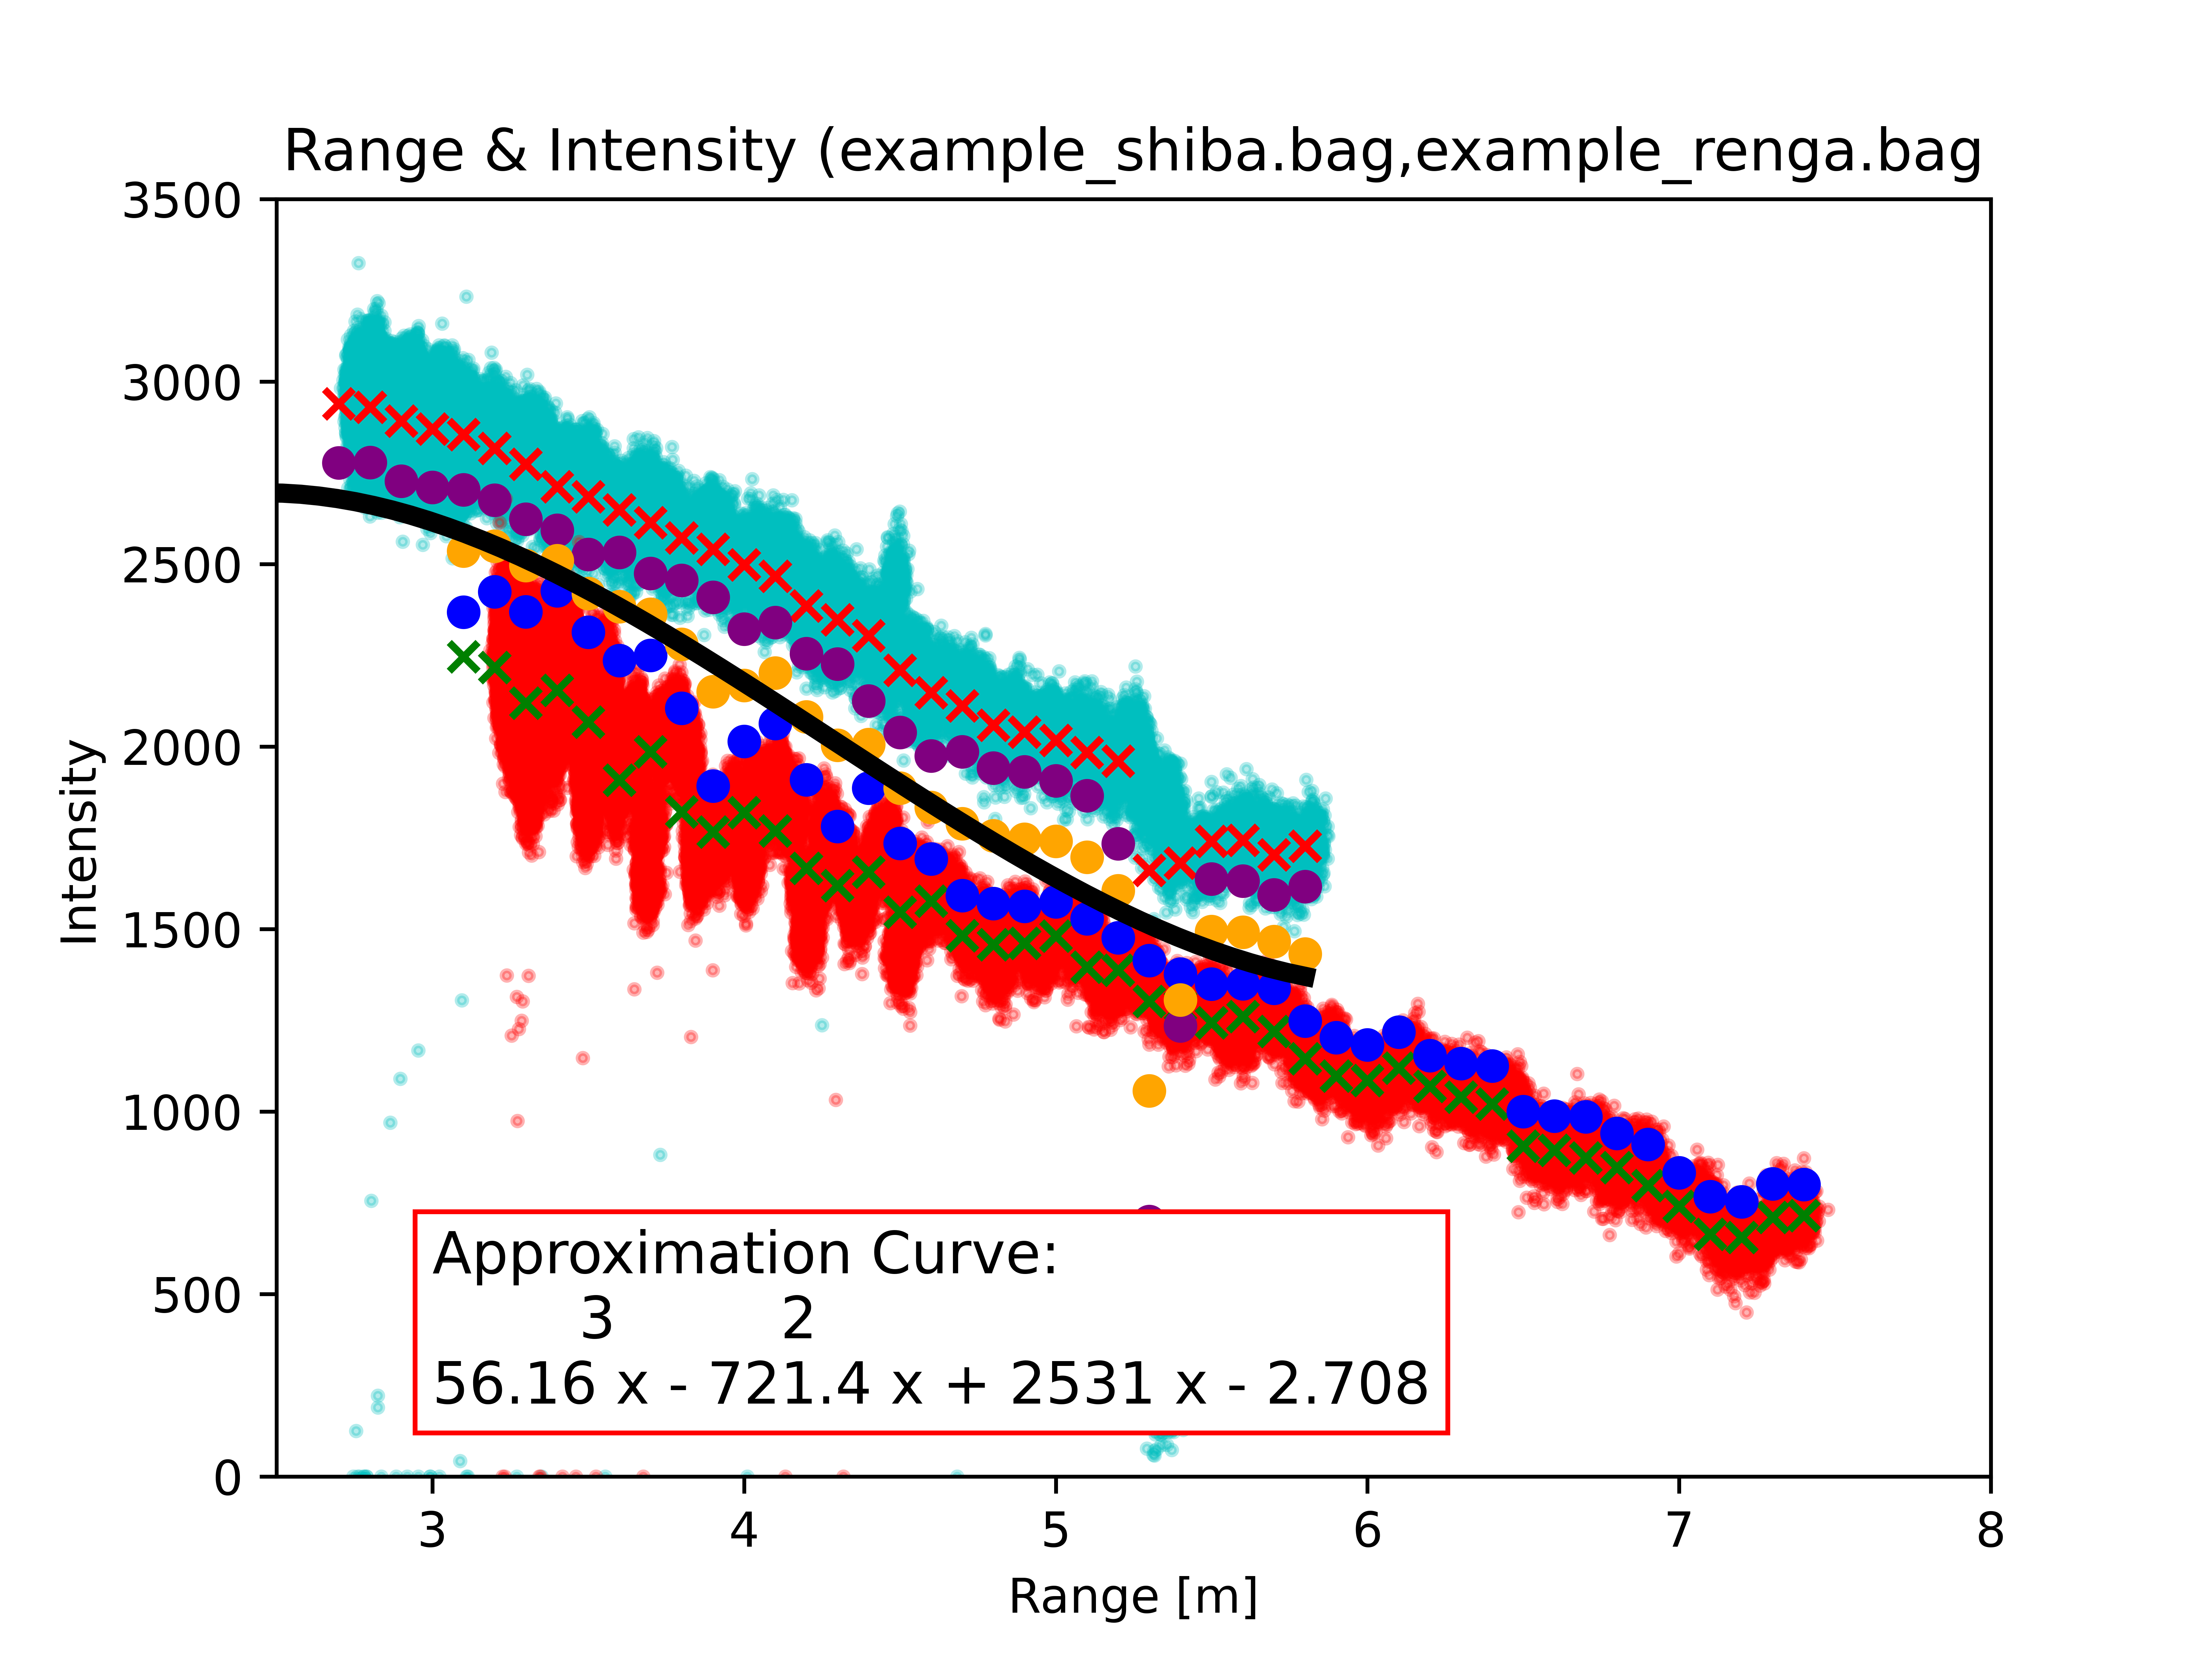 Range & Intensity (example_shiba.bag,example_renga.bag
3500
3000
2500
2000
1500
1000
500
0
Intensity
Approximation Curve:
3 2
56.16 x - 721.4 x + 2531 x - 2.708
3 4 5 6 7 8
Range [m]